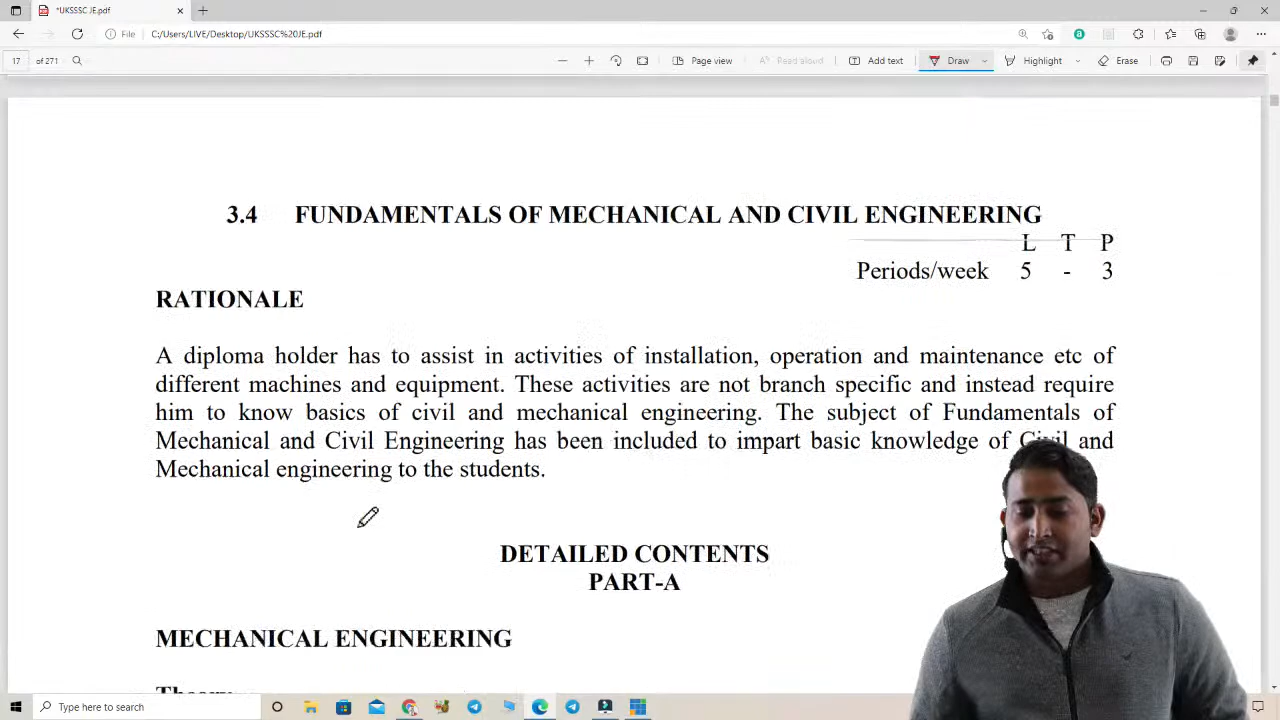 *UKSSSC JE.pdf
File C:/Users/LIVE/Desktop/UKSSSC%20JE.pdf
17 of 271 Page view Read aloud Add text Draw Highlight Erase
3.4 FUNDAMENTALS OF MECHANICAL AND CIVIL ENGINEERING
L T P
Periods/week 5 - 3
RATIONALE
A diploma holder has to assist in activities of installation, operation and maintenance etc of
different machines and equipment. These activities are not branch specific and instead require
him to know basics of civil and mechanical engineering. The subject of Fundamentals of
Mechanical and Civil Engineering has been included to impart basic knowledge of Civil and
Mechanical engineering to the students.
DETAILED CONTENTS
PART-A
MECHANICAL ENGINEERING
Theory
Type here to search